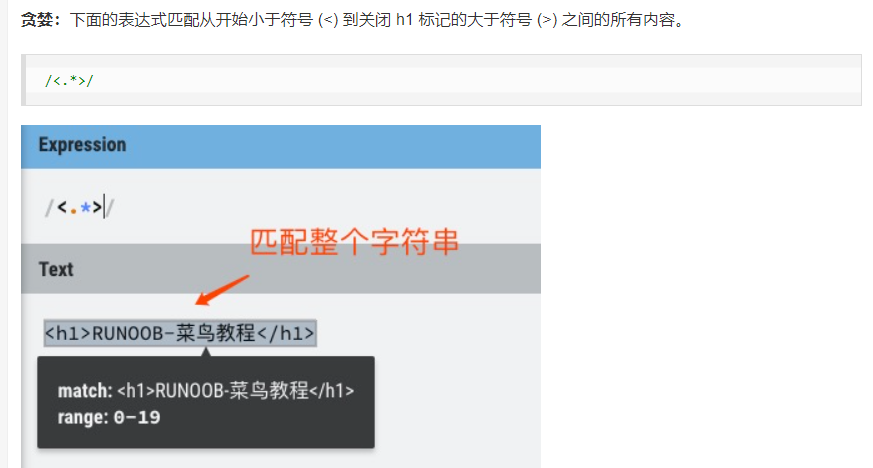 贪婪：下面的表达式匹配从开始小于符号 (<) 到关闭 h1 标记的大于符号 (>) 之间的所有内容。
/<.*>/
Expression
/<.*>/
匹配整个字符串
Text
<h1>RUNOOB-菜鸟教程</h1>
match: <h1>RUNOOB-菜鸟教程</h1>
range: 0-19